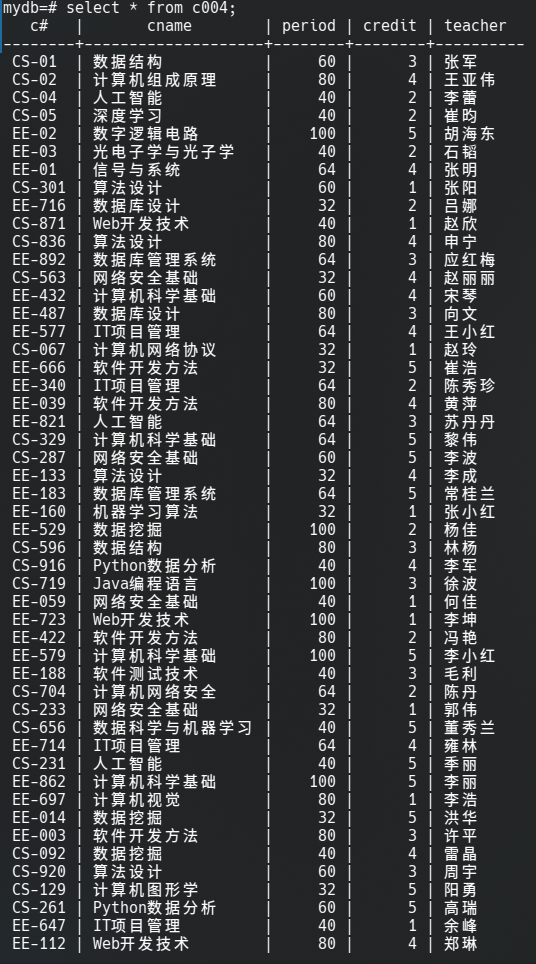 mydb=# select * from c004;
c# | cname | period | credit | teacher
--------+--------------------+--------+--------+----------
CS-01 | 数据结构 | 60 | 3 | 张军
CS-02 | 计算机组成原理 | 80 | 4 | 王亚伟
CS-04 | 人工智能 | 40 | 2 | 李蕾
CS-05 | 深度学习 | 40 | 2 | 崔昀
EE-02 | 数字逻辑电路 | 100 | 5 | 胡海东
EE-03 | 光电子学与光子学 | 40 | 2 | 石韬
EE-01 | 信号与系统 | 64 | 4 | 张明
CS-301 | 算法设计 | 60 | 1 | 张阳
EE-716 | 数据库设计 | 32 | 2 | 吕娜
CS-871 | Web开发技术 | 40 | 1 | 赵欣
CS-836 | 算法设计 | 80 | 4 | 申宁
EE-892 | 数据库管理系统 | 64 | 3 | 应红梅
CS-563 | 网络安全基础 | 32 | 4 | 赵丽丽
EE-432 | 计算机科学基础 | 60 | 4 | 宋琴
EE-487 | 数据库设计 | 80 | 3 | 向文
EE-577 | IT项目管理 | 64 | 4 | 王小红
CS-067 | 计算机网络协议 | 32 | 1 | 赵玲
EE-666 | 软件开发方法 | 32 | 5 | 崔浩
EE-340 | IT项目管理 | 64 | 2 | 陈秀珍
EE-039 | 软件开发方法 | 80 | 4 | 黄萍
EE-821 | 人工智能 | 64 | 3 | 苏丹丹
CS-329 | 计算机科学基础 | 64 | 5 | 黎伟
CS-287 | 网络安全基础 | 60 | 5 | 李波
EE-133 | 算法设计 | 32 | 4 | 李成
EE-183 | 数据库管理系统 | 64 | 5 | 常桂兰
EE-160 | 机器学习算法 | 32 | 1 | 张小红
EE-529 | 数据挖掘 | 100 | 2 | 杨佳
CS-596 | 数据结构 | 80 | 3 | 林杨
CS-916 | Python数据分析 | 40 | 4 | 李军
CS-719 | Java编程语言 | 100 | 3 | 徐波
EE-059 | 网络安全基础 | 40 | 1 | 何佳
EE-723 | Web开发技术 | 100 | 1 | 李坤
EE-422 | 软件开发方法 | 80 | 2 | 冯艳
EE-579 | 计算机科学基础 | 100 | 5 | 李小红
EE-188 | 软件测试技术 | 40 | 3 | 毛利
CS-704 | 计算机网络安全 | 64 | 2 | 陈丹
CS-233 | 网络安全基础 | 32 | 1 | 郭伟
CS-656 | 数据科学与机器学习 | 40 | 5 | 董秀兰
EE-714 | IT项目管理 | 64 | 4 | 雍林
CS-231 | 人工智能 | 40 | 5 | 季丽
EE-862 | 计算机科学基础 | 100 | 5 | 李丽
EE-697 | 计算机视觉 | 80 | 1 | 李浩
EE-014 | 数据挖掘 | 32 | 5 | 洪华
EE-003 | 软件开发方法 | 80 | 3 | 许平
CS-092 | 数据挖掘 | 40 | 4 | 雷晶
CS-920 | 算法设计 | 60 | 3 | 周宇
CS-129 | 计算机图形学 | 32 | 5 | 阳勇
CS-261 | Python数据分析 | 60 | 5 | 高瑞
EE-647 | IT项目管理 | 40 | 1 | 余峰
EE-112 | Web开发技术 | 80 | 4 | 郑琳